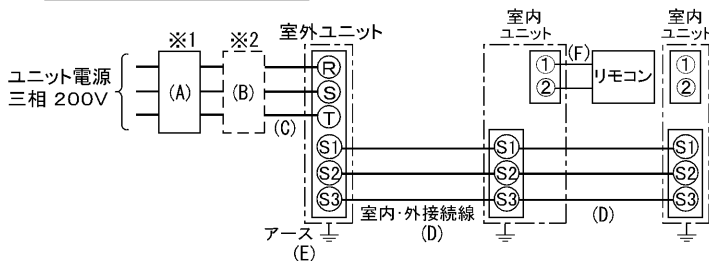 ※1
※2
室外ユニット
室内
ユニット
室内
ユニット
ユニット電源
三相 200V
(A)
(B)
(C)
R
S
T
S1
S2
S3
①
②
(F)
リモコン
①
②
S1
S2
S3
S1
S2
S3
室内・外接続線
(D)
(D)
アース
(E)